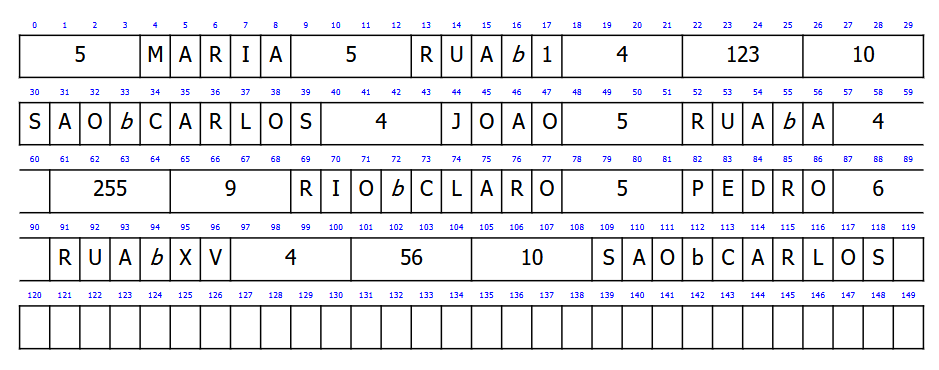 0 1 2 3 4 5 6 7 8 9 10 11 12 13 14 15 16 17 18 19 20 21 22 23 24 25 26 27 28 29
5 M A R I A 5 R U A b 1 4 123 10
30 31 32 33 34 35 36 37 38 39 40 41 42 43 44 45 46 47 48 49 50 51 52 53 54 55 56 57 58 59
S A O b C A R L O S 4 J O A O 5 R U A b A 4
60 61 62 63 64 65 66 67 68 69 70 71 72 73 74 75 76 77 78 79 80 81 82 83 84 85 86 87 88 89
255 9 R I O b C L A R O 5 P E D R O 6
90 91 92 93 94 95 96 97 98 99 100 101 102 103 104 105 106 107 108 109 110 111 112 113 114 115 116 117 118 119
R U A b X V 4 56 10 S A O b C A R L O S
120 121 122 123 124 125 126 127 128 129 130 131 132 133 134 135 136 137 138 139 140 141 142 143 144 145 146 147 148 149